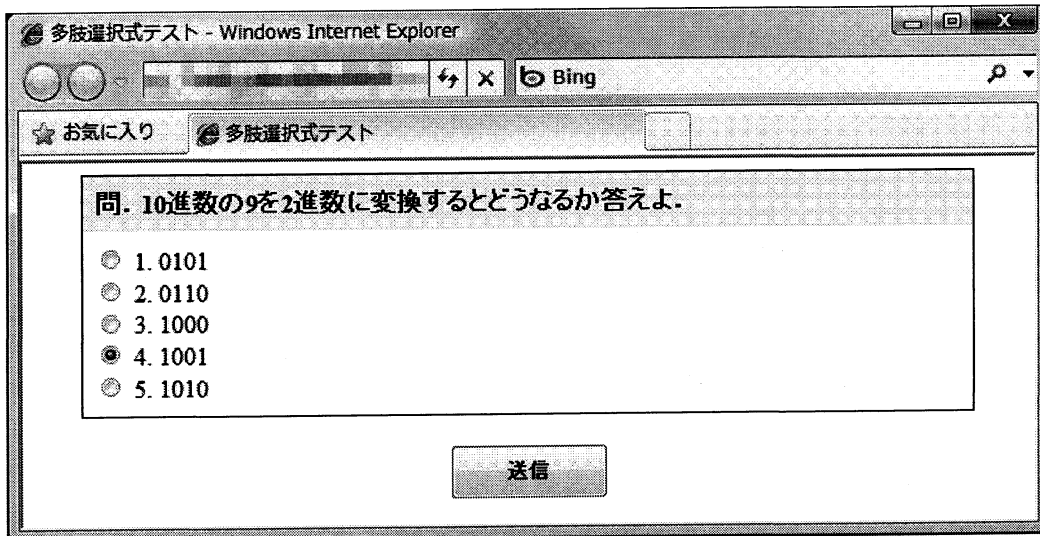 多肢選択式テスト - Windows Internet Explorer
Bing
お気に入り 多肢選択式テスト
問. 10進数の9を2進数に変換するとどうなるか答えよ.
1. 0101
2. 0110
3. 1000
4. 1001
5. 1010
送信